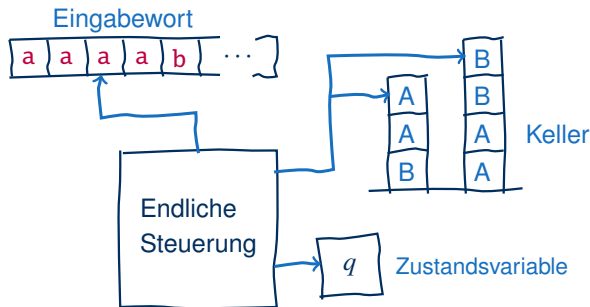 Eingabewort
a a a a b ...
B
A B
A A
B A
Keller
Endliche
Steuerung
q
Zustandsvariable